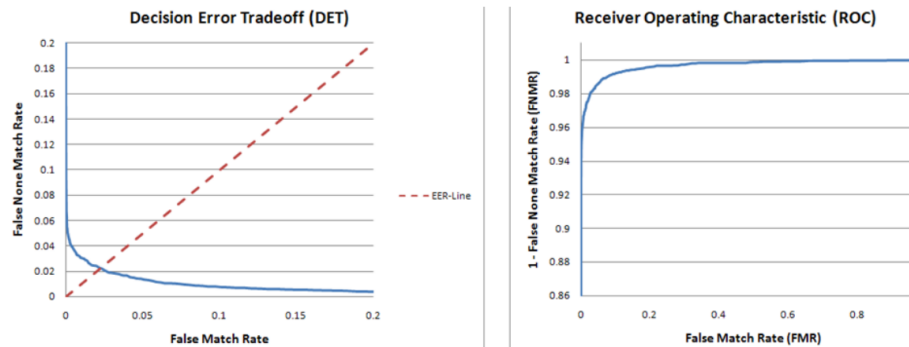 Decision Error Tradeoff (DET)
False None Match Rate
0.2
0.18
0.16
0.14
0.12
0.1
0.08
0.06
0.04
0.02
0
0 0.05 0.1 0.15 0.2
False Match Rate
EER-Line
Receiver Operating Characteristic (ROC)
1 - False None Match Rate (FNMR)
1
0.98
0.96
0.94
0.92
0.9
0.88
0.86
0 0.2 0.4 0.6 0.8
False Match Rate (FMR)